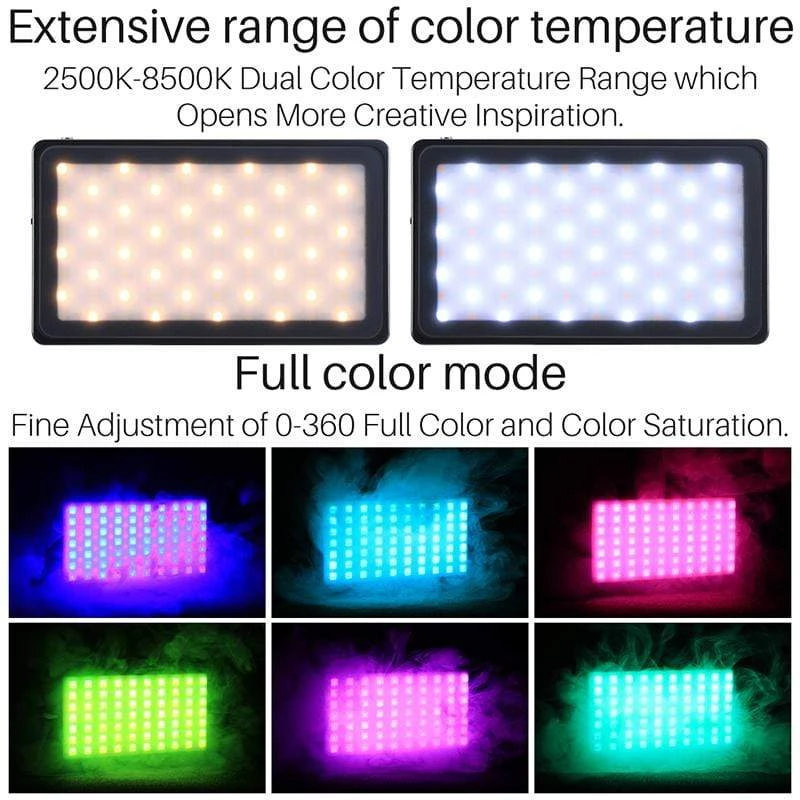 Extensive range of color temperature
2500K-8500K Dual Color Temperature Range which
Opens More Creative Inspiration.
Full color mode
Fine Adjustment of 0-360 Full Color and Color Saturation.